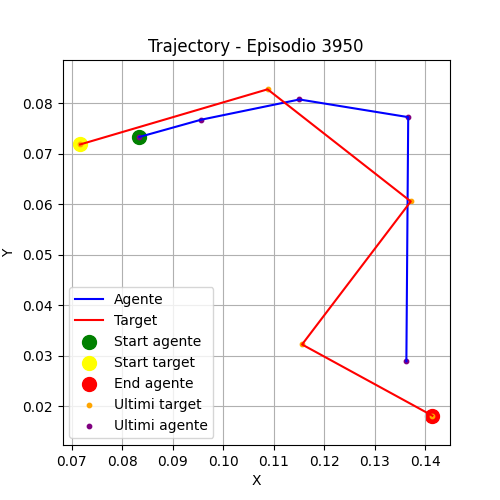 Trajectory - Episodio 3950
Y
0.08
0.07
0.06
0.05
0.04
0.03
0.02
Agente
Target
Start agente
Start target
End agente
Ultimi target
Ultimi agente
0.07 0.08 0.09 0.10 0.11 0.12 0.13 0.14
X